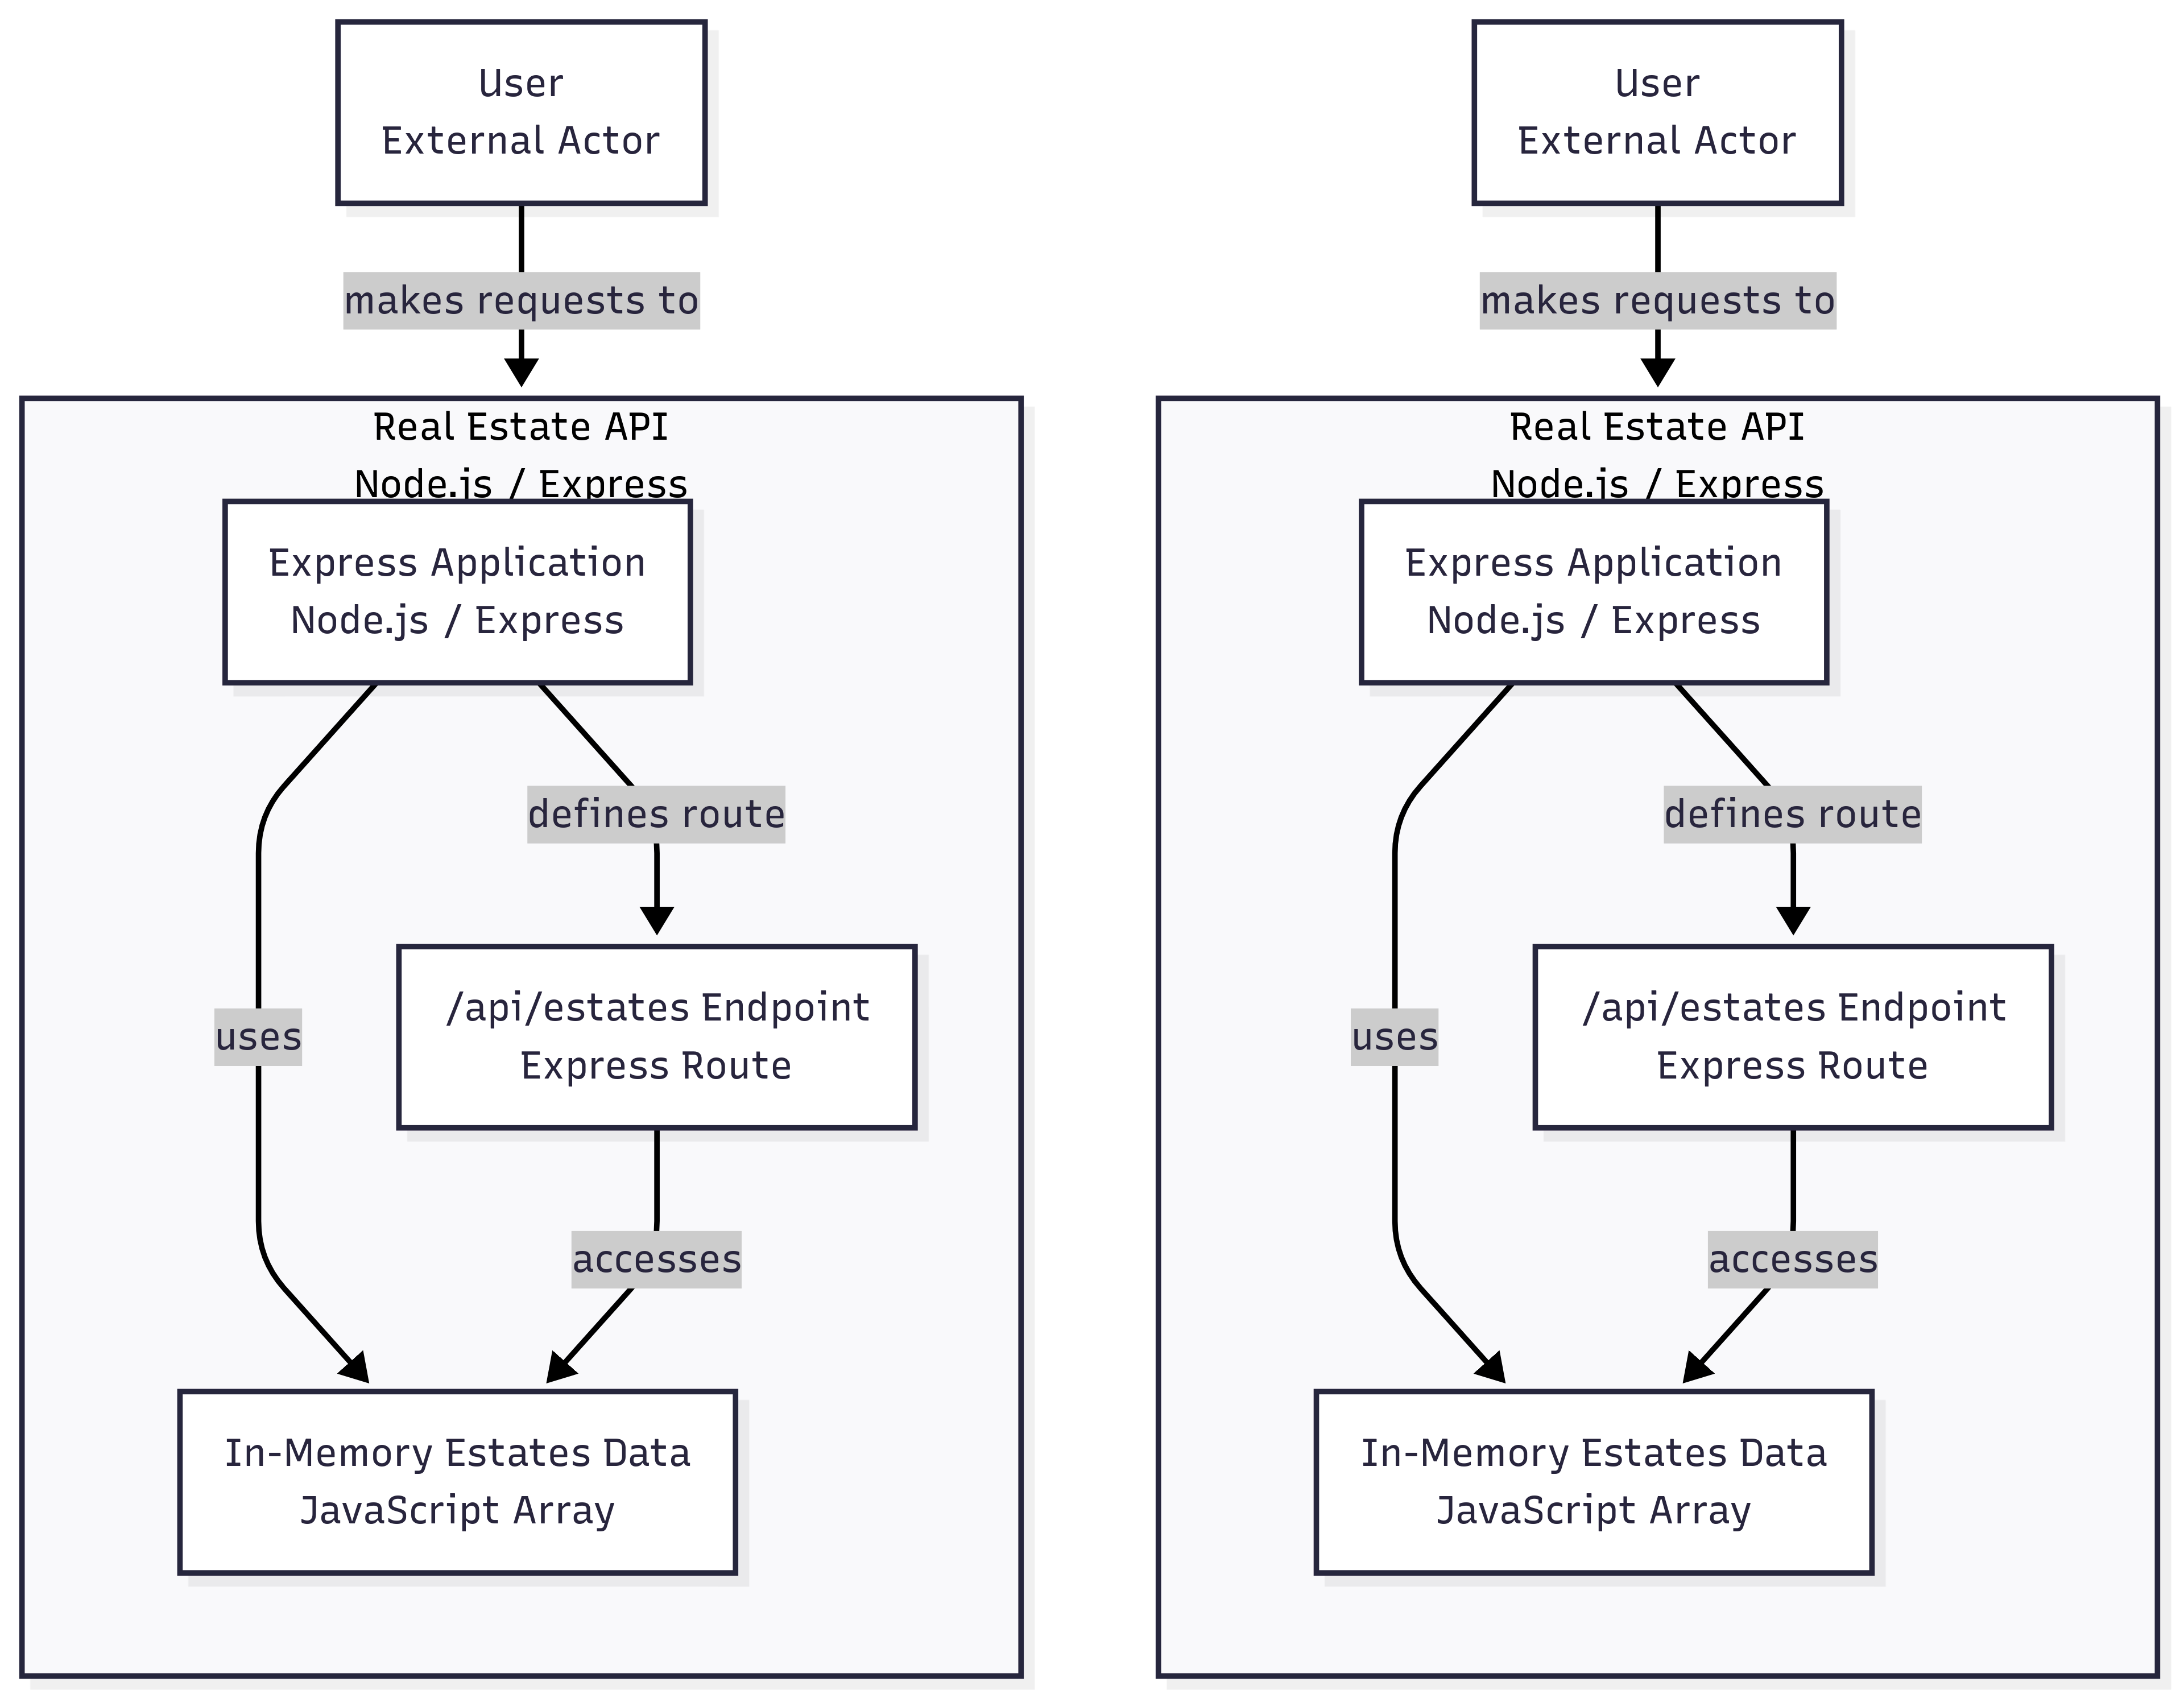 User
External Actor
makes requests to
Real Estate API
Node.js / Express
Express Application
Node.js / Express
defines route
uses
/api/estates Endpoint
Express Route
accesses
In-Memory Estates Data
JavaScript Array
User
External Actor
makes requests to
Real Estate API
Node.js / Express
Express Application
Node.js / Express
defines route
uses
/api/estates Endpoint
Express Route
accesses
In-Memory Estates Data
JavaScript Array